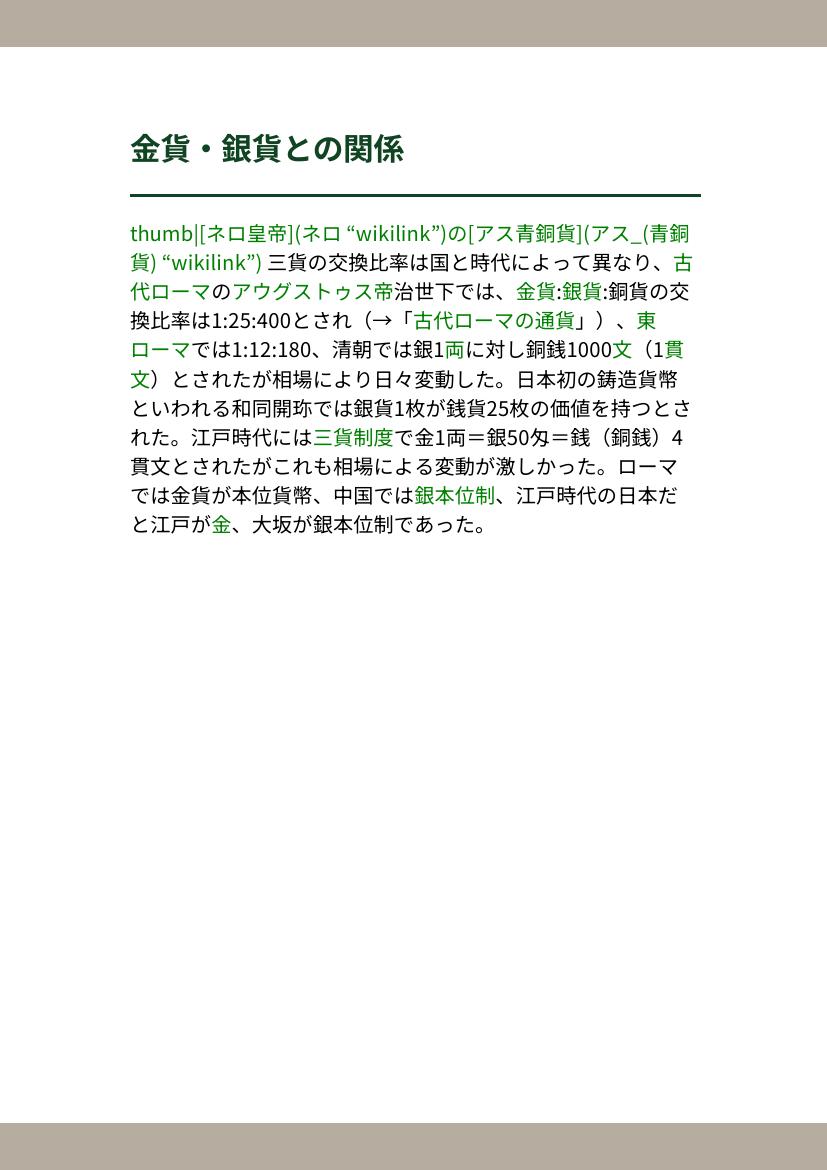 金貨・銀貨との関係
thumb|[ネロ皇帝](ネロ “wikilink”)の[アス青銅貨](アス_(青銅
貨) “wikilink”) 三貨の交換比率は国と時代によって異なり、古
代ローマのアウグストゥス帝治世下では、金貨:銀貨:銅貨の交
換比率は1:25:400とされ（→「古代ローマの通貨」）、東
ローマでは1:12:180、清朝では銀1両に対し銅銭1000文（1貫
文）とされたが相場により日々変動した。日本初の鋳造貨幣
といわれる和同開珎では銀貨1枚が銭貨25枚の価値を持つとさ
れた。江戸時代には三貨制度で金1両＝銀50匁＝銭（銅銭）4
貫文とされたがこれも相場による変動が激しかった。ローマ
では金貨が本位貨幣、中国では銀本位制、江戸時代の日本だ
と江戸が金、大坂が銀本位制であった。